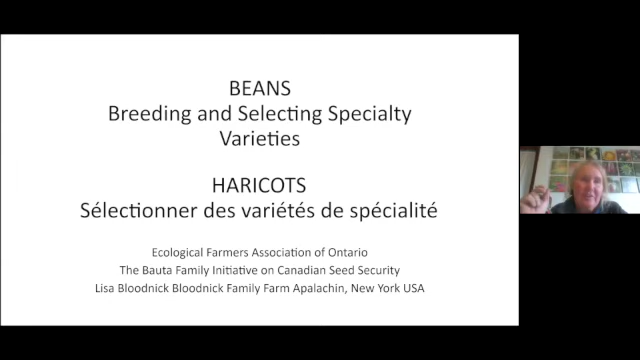 BEANS
Breeding and Selecting Specialty
Varieties
HARICOTS
Sélectionner des variétés de spécialité
Ecological Farmers Association of Ontario
The Bauta Family Initiative on Canadian Seed Security
Lisa Bloodnick Bloodnick Family Farm Apalachin, New York USA